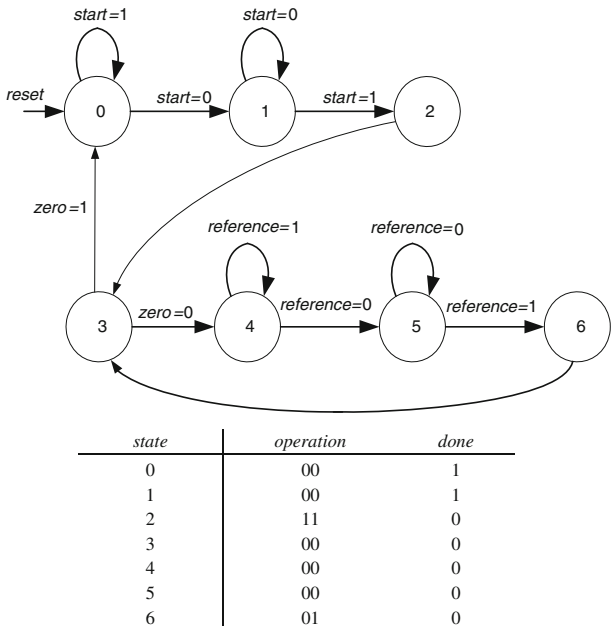 start=1
start=0
reset
0
start=0
1
start=1
2
zero=1
reference=1
reference=0
3
zero=0
4
reference=0
5
reference=1
6
state operation done
0 00 1
1 00 1
2 11 0
3 00 0
4 00 0
5 00 0
6 01 0